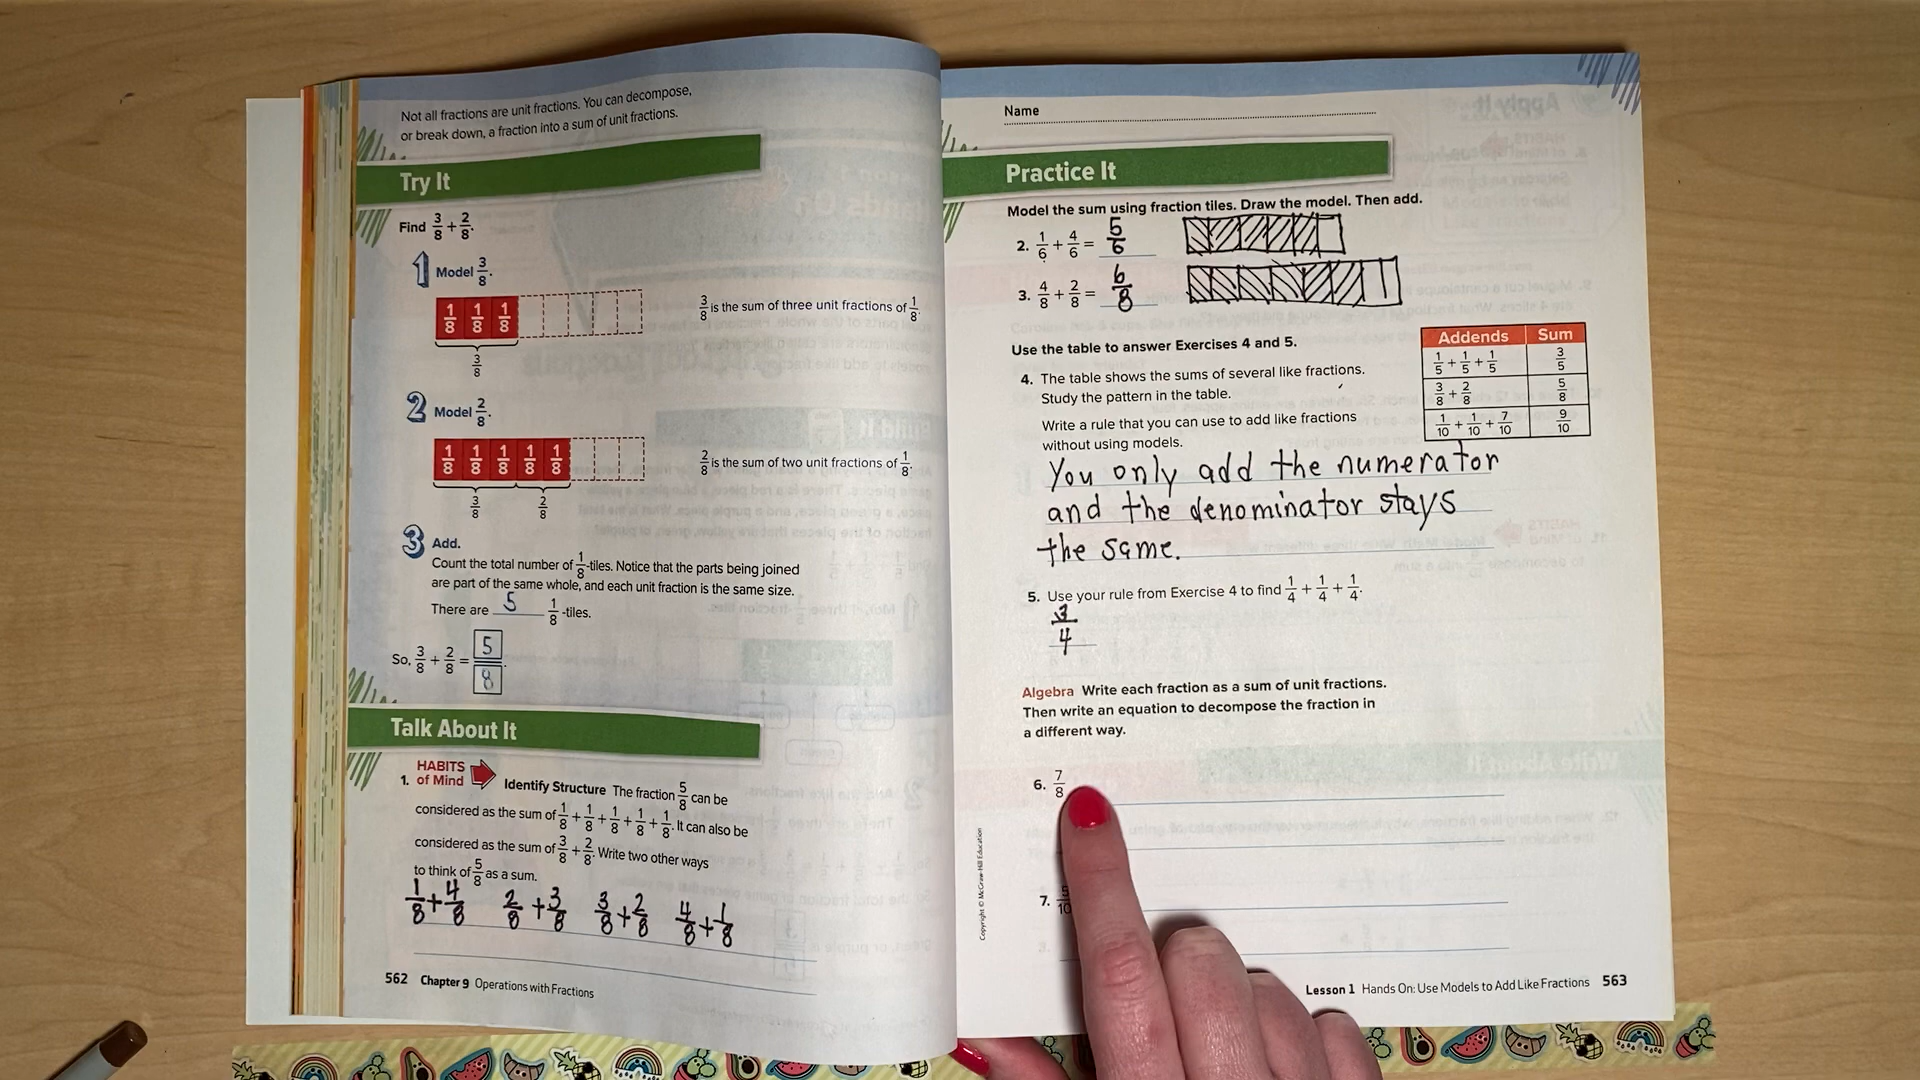 Not all fractions are unit fractions. You can decompose,
or break down, a fraction into a sum of unit fractions.
Try It
Find 3/8 + 2/8.
1 Model 3/8.
1/8 1/8 1/8
3/8
3/8 is the sum of three unit fractions of 1/8.
2 Model 2/8.
1/8 1/8 1/8 1/8 1/8
3/8 2/8
2/8 is the sum of two unit fractions of 1/8.
3 Add.
Count the total number of 1/8-tiles. Notice that the parts being joined
are part of the same whole, and each unit fraction is the same size.
There are 5 1/8-tiles.
So, 3/8 + 2/8 = 5/8.
Talk About It
HABITS
1. of Mind Identify Structure The fraction 5/8 can be
considered as the sum of 1/8 + 1/8 + 1/8 + 1/8 + 1/8. It can also be
considered as the sum of 3/8 + 2/8. Write two other ways
to think of 5/8 as a sum.
1/8 + 4/8 2/8 + 3/8 3/8 + 2/8 4/8 + 1/8
562 Chapter 9 Operations with Fractions
Name
Practice It
Model the sum using fraction tiles. Draw the model. Then add.
2. 1/6 + 4/6 = 5/6
3. 4/8 + 2/8 = 6/8
Use the table to answer Exercises 4 and 5.
4. The table shows the sums of several like fractions.
Study the pattern in the table.
Write a rule that you can use to add like fractions
without using models.
Addends Sum
1/5 + 1/5 + 1/5 3/5
3/8 + 2/8 5/8
1/10 + 1/10 + 7/10 9/10
You only add the numerator
and the denominator stays
the same.
5. Use your rule from Exercise 4 to find 1/4 + 1/4 + 1/4.
3/4
Algebra Write each fraction as a sum of unit fractions.
Then write an equation to decompose the fraction in
a different way.
6. 7/8
7. 5/10
Copyright © McGraw-Hill Education
Lesson 1 Hands On: Use Models to Add Like Fractions 563